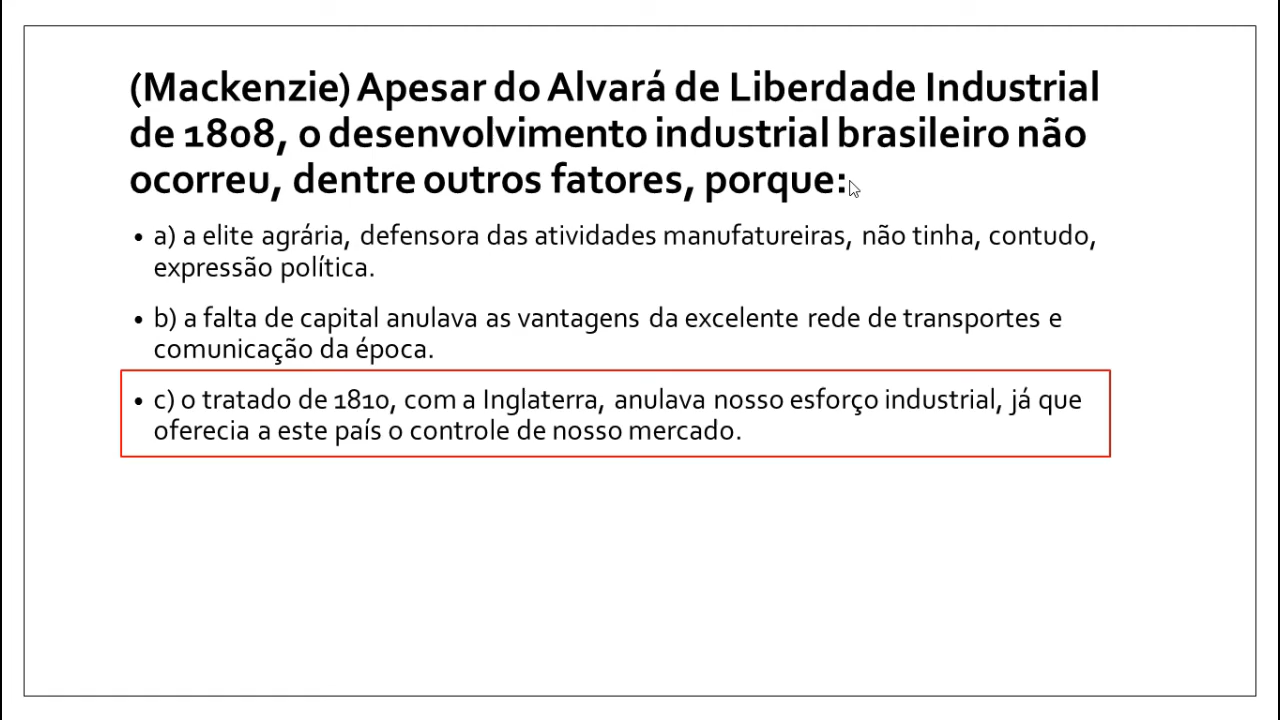 (Mackenzie) Apesar do Alvará de Liberdade Industrial
de 1808, o desenvolvimento industrial brasileiro não
ocorreu, dentre outros fatores, porque:
• a) a elite agrária, defensora das atividades manufatureiras, não tinha, contudo,
expressão política.
• b) a falta de capital anulava as vantagens da excelente rede de transportes e
comunicação da época.
• c) o tratado de 1810, com a Inglaterra, anulava nosso esforço industrial, já que
oferecia a este país o controle de nosso mercado.